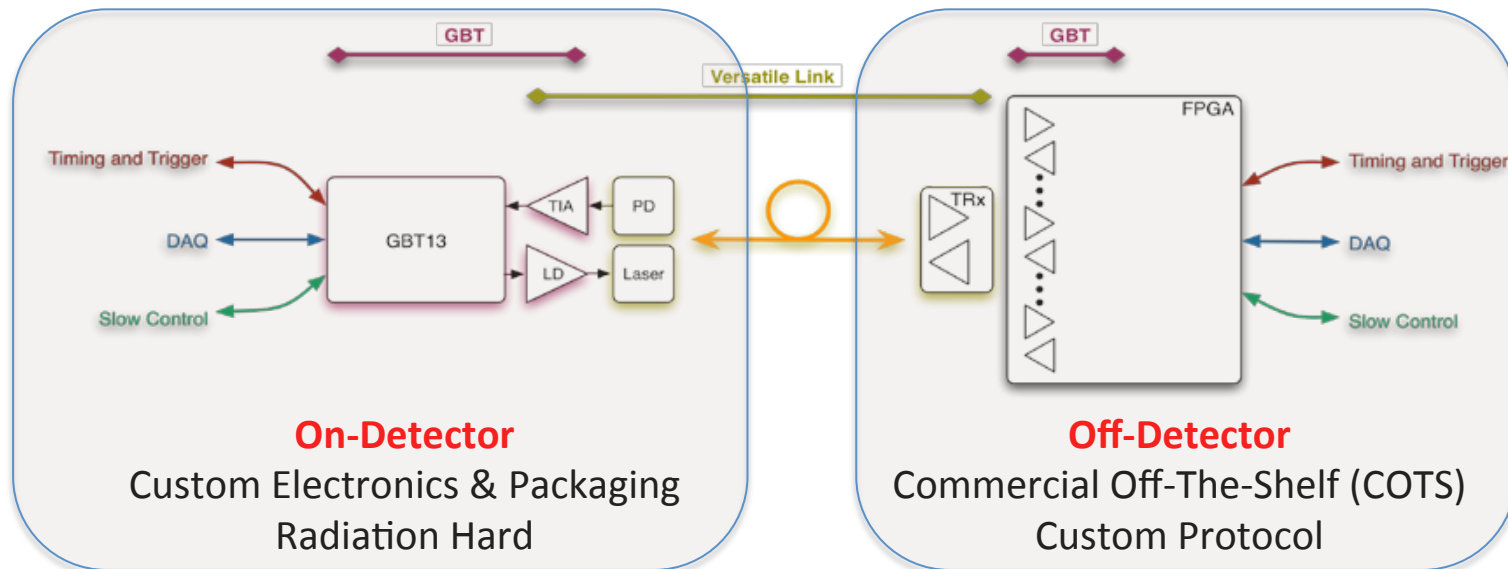 GBT
GBT
Versatile Link
FPGA
Timing and Trigger
Timing and Trigger
TIA
PD
TRx
DAQ
GBT13
DAQ
LD
Laser
Slow Control
Slow Control
On-Detector
Custom Electronics & Packaging
Radiation Hard
Off-Detector
Commercial Off-The-Shelf (COTS)
Custom Protocol